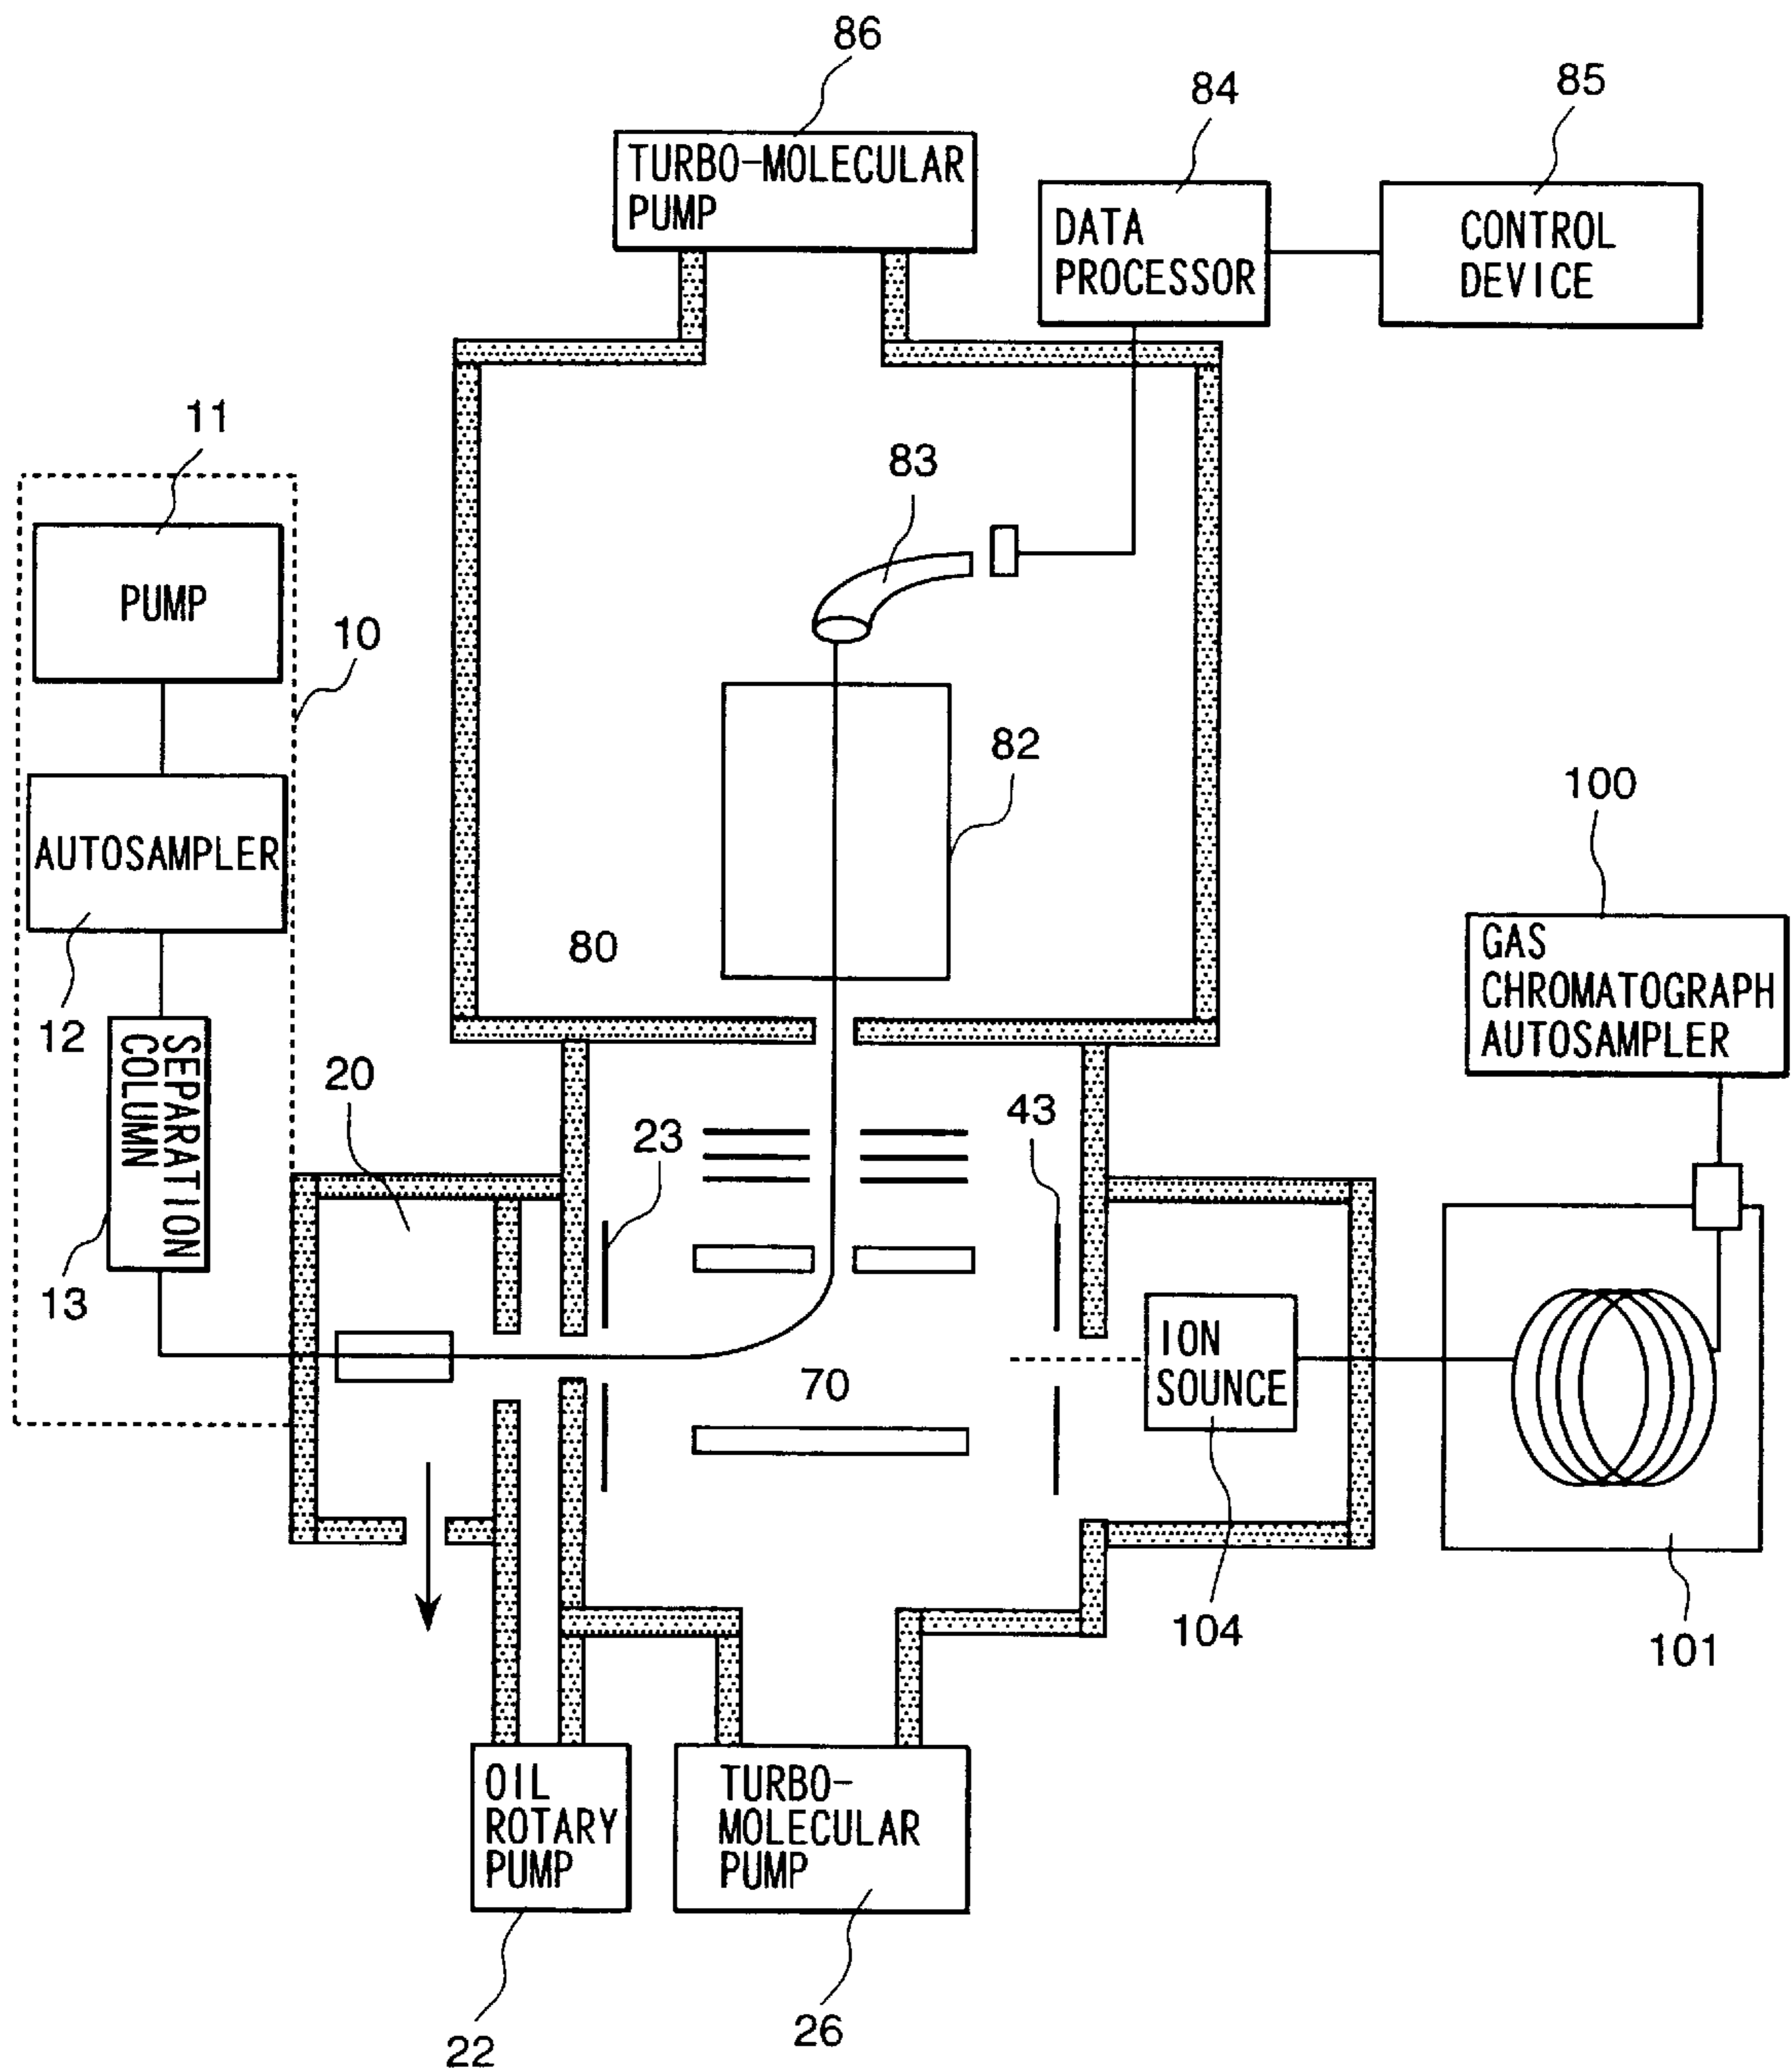 86
84
85
TURBO-MOLECULAR
PUMP
DATA
PROCESSOR
CONTROL
DEVICE
11
83
PUMP
10
82
100
AUTOSAMPLER
80
GAS
CHROMATOGRAPH
AUTOSAMPLER
12
SEPARATION
COLUMN
20
23
43
13
ION
SOUNCE
70
104
101
OIL
ROTARY
PUMP
TURBO-
MOLECULAR
PUMP
22
26